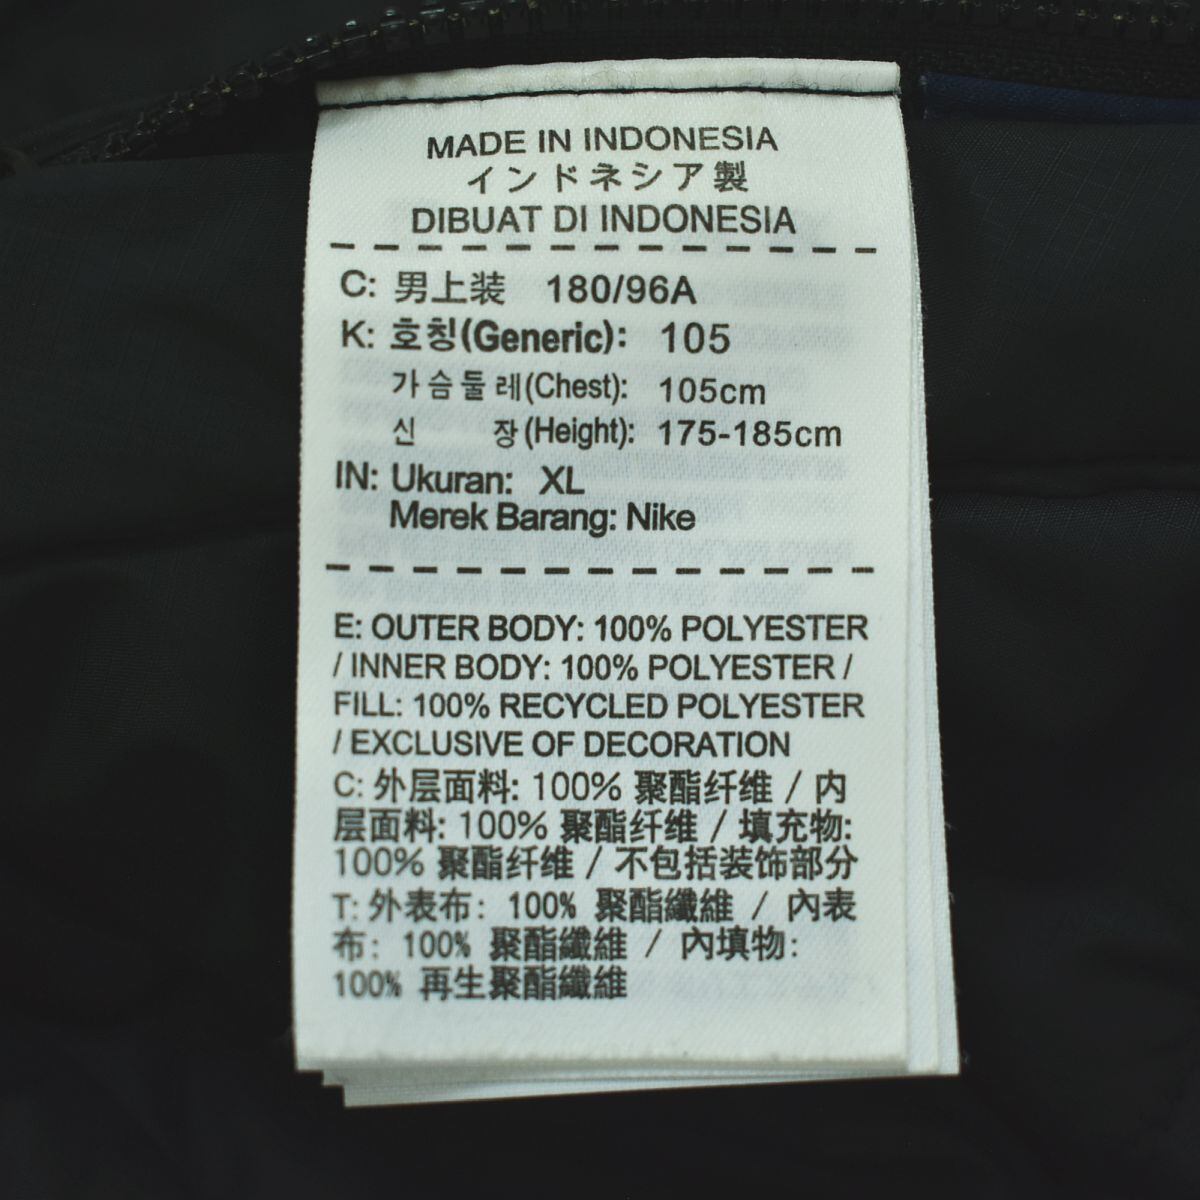 MADE IN INDONESIA
インドネシア製
DIBUAT DI INDONESIA
C: 男上装 180/96A
K: 호칭(Generic): 105
가슴둘레(Chest): 105cm
신 장(Height): 175-185cm
IN: Ukuran: XL
Merek Barang: Nike
E: OUTER BODY: 100% POLYESTER
/ INNER BODY: 100% POLYESTER /
FILL: 100% RECYCLED POLYESTER
/ EXCLUSIVE OF DECORATION
C: 外层面料: 100% 聚酯纤维 / 内
层面料: 100% 聚酯纤维 / 填充物:
100% 聚酯纤维 / 不包括装饰部分
T: 外表布: 100% 聚酯纖維 / 內表
布: 100% 聚酯纖維 / 內填物:
100% 再生聚酯纖維